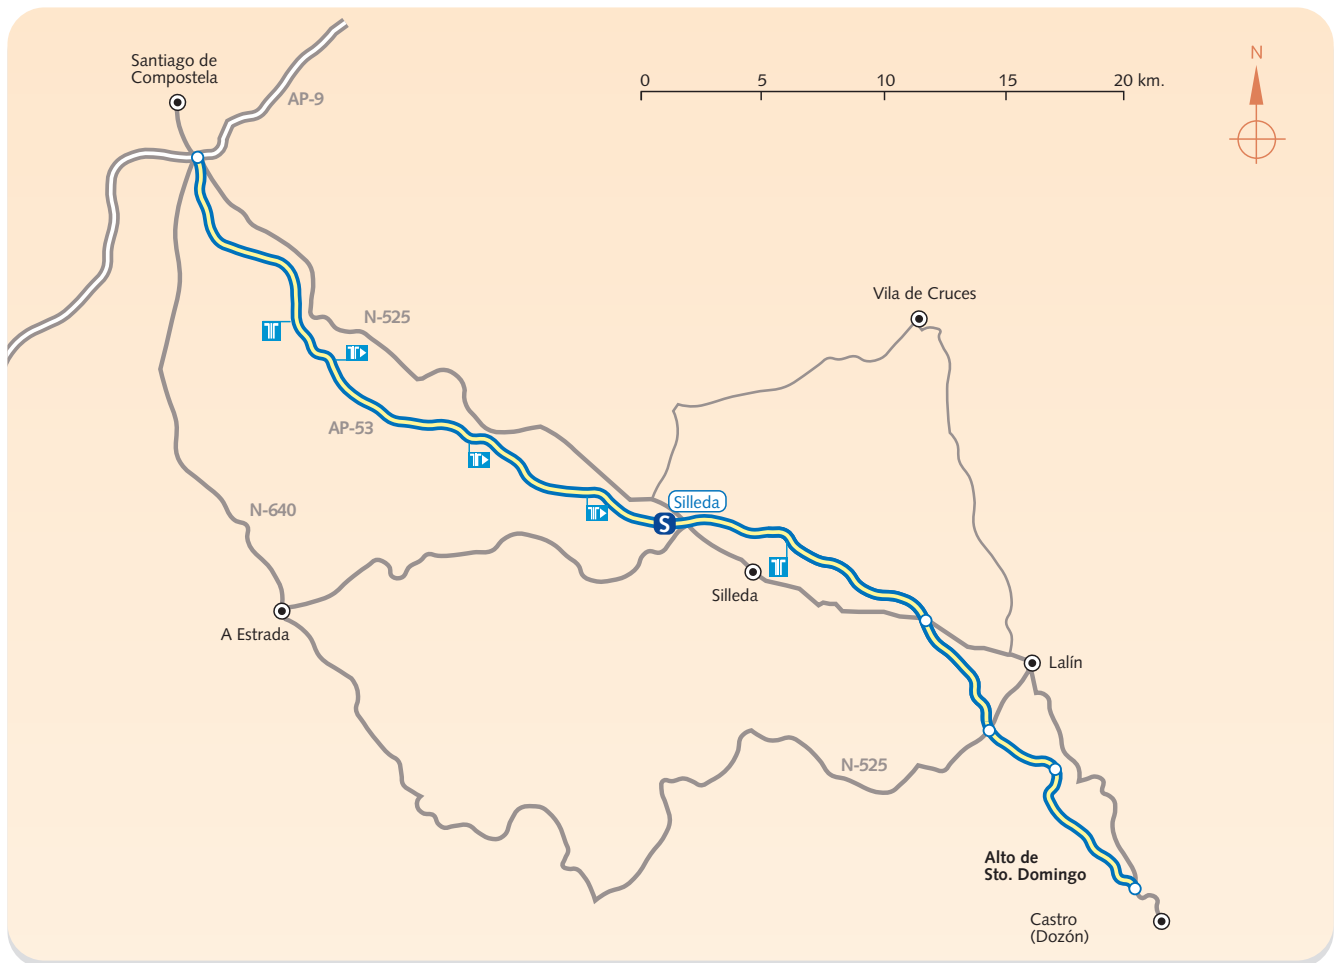 Santiago de
Compostela
AP-9
0 5 10 15 20 km.
N
Vila de Cruces
N-525
AP-53
Silleda
S
N-640
Silleda
A Estrada
Lalín
N-525
Alto de
Sto. Domingo
Castro
(Dozón)